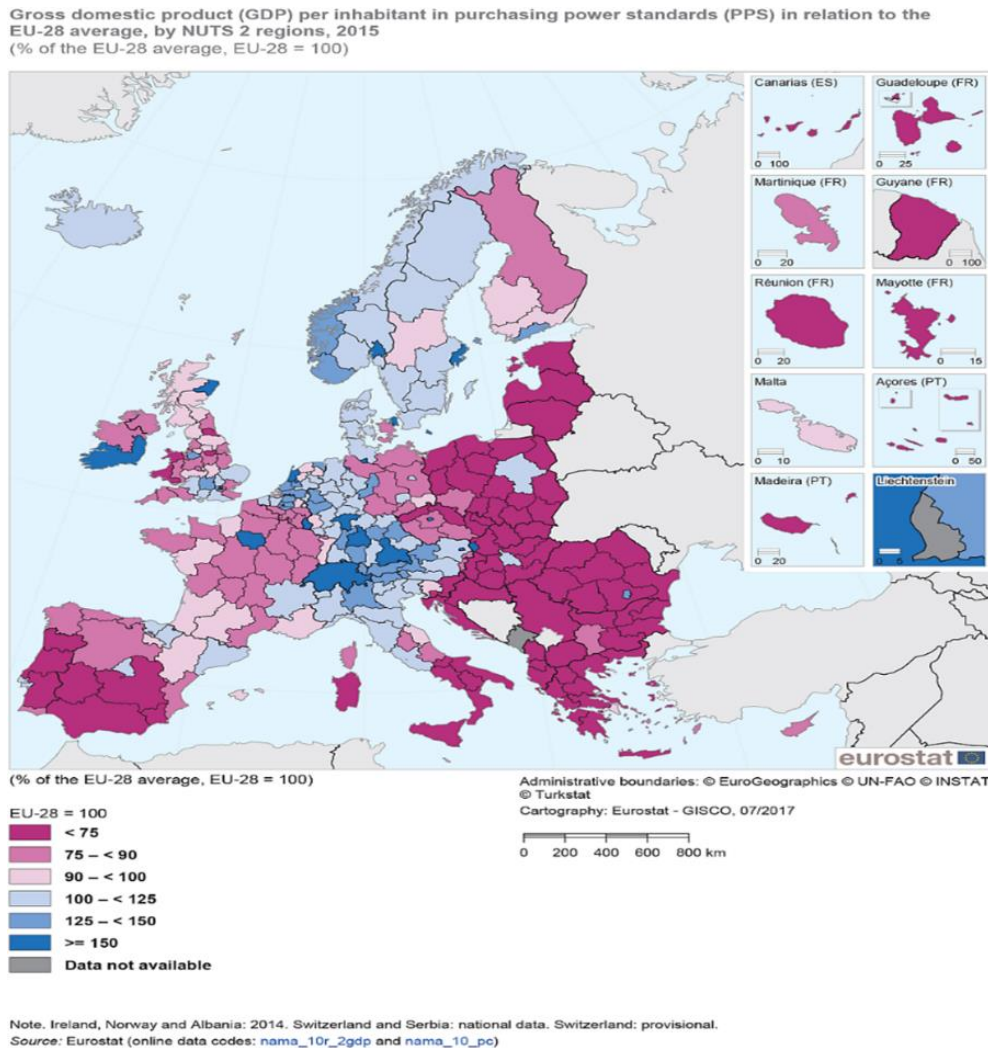 Gross domestic product (GDP) per inhabitant in purchasing power standards (PPS) in relation to the
EU-28 average, by NUTS 2 regions, 2015
(% of the EU-28 average, EU-28 = 100)
Canarias (ES)
0 100
Guadeloupe (FR)
0 25
Martinique (FR)
0 20
Guyane (FR)
0 100
Réunion (FR)
0 20
Mayotte (FR)
0 15
Malta
0 10
Açores (PT)
0 50
Madeira (PT)
0 20
Liechtenstein
0 5
eurostat
(% of the EU-28 average, EU-28 = 100)
Administrative boundaries: © EuroGeographics © UN-FAO © INSTAT
© Turkstat
Cartography: Eurostat - GISCO, 07/2017
0 200 400 600 800 km
EU-28 = 100
< 75
75 – < 90
90 – < 100
100 – < 125
125 – < 150
>= 150
Data not available
Note. Ireland, Norway and Albania: 2014. Switzerland and Serbia: national data. Switzerland: provisional.
Source: Eurostat (online data codes: nama_10r_2gdp and nama_10_pc)